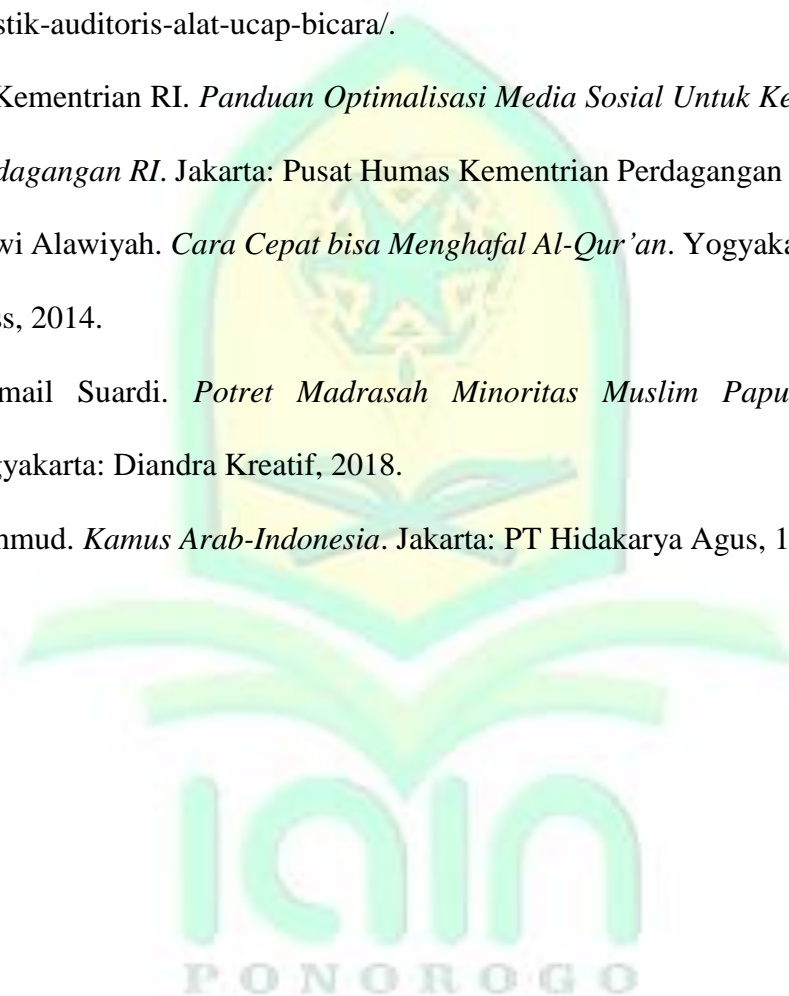 stik-auditoris-alat-ucap-bicara/.
Kementrian RI. Panduan Optimalisasi Media Sosial Untuk Ke
dagangan RI. Jakarta: Pusat Humas Kementrian Perdagangan
wi Alawiyah. Cara Cepat bisa Menghafal Al-Qur’an. Yogyaka
ss, 2014.
mail Suardi. Potret Madrasah Minoritas Muslim Papu
gyakarta: Diandra Kreatif, 2018.
hmud. Kamus Arab-Indonesia. Jakarta: PT Hidakarya Agus, 1
iain
PONOROGO